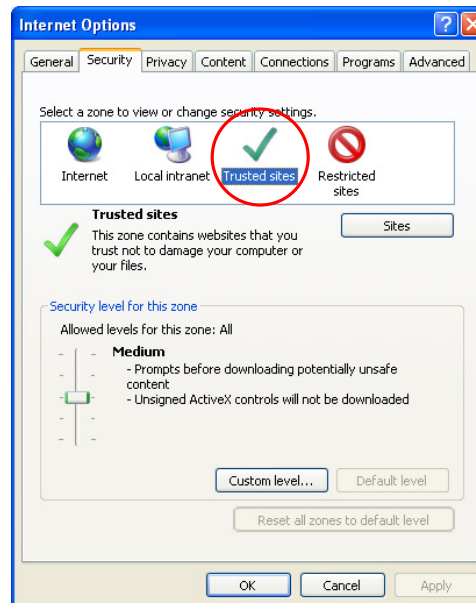 Internet Options
General Security Privacy Content Connections Programs Advanced
Select a zone to view or change security settings.
Internet Local intranet Trusted sites Restricted
sites
Trusted sites
This zone contains websites that you
trust not to damage your computer or
your files.
Sites
Security level for this zone
Allowed levels for this zone: All
Medium
- Prompts before downloading potentially unsafe
content
- Unsigned ActiveX controls will not be downloaded
Custom level... Default level
Reset all zones to default level
OK Cancel Apply